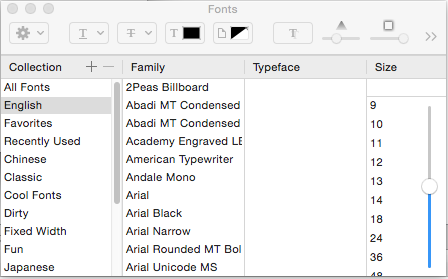 Fonts
T T T T
Collection + − Family Typeface Size
All Fonts
English
Favorites
Recently Used
Chinese
Classic
Cool Fonts
Dirty
Fixed Width
Fun
Japanese
2Peas Billboard
Abadi MT Condensed
Abadi MT Condensed
Academy Engraved LE
American Typewriter
Andale Mono
Arial
Arial Black
Arial Narrow
Arial Rounded MT Bol
Arial Unicode MS
9
10
11
12
13
14
18
24
36
48